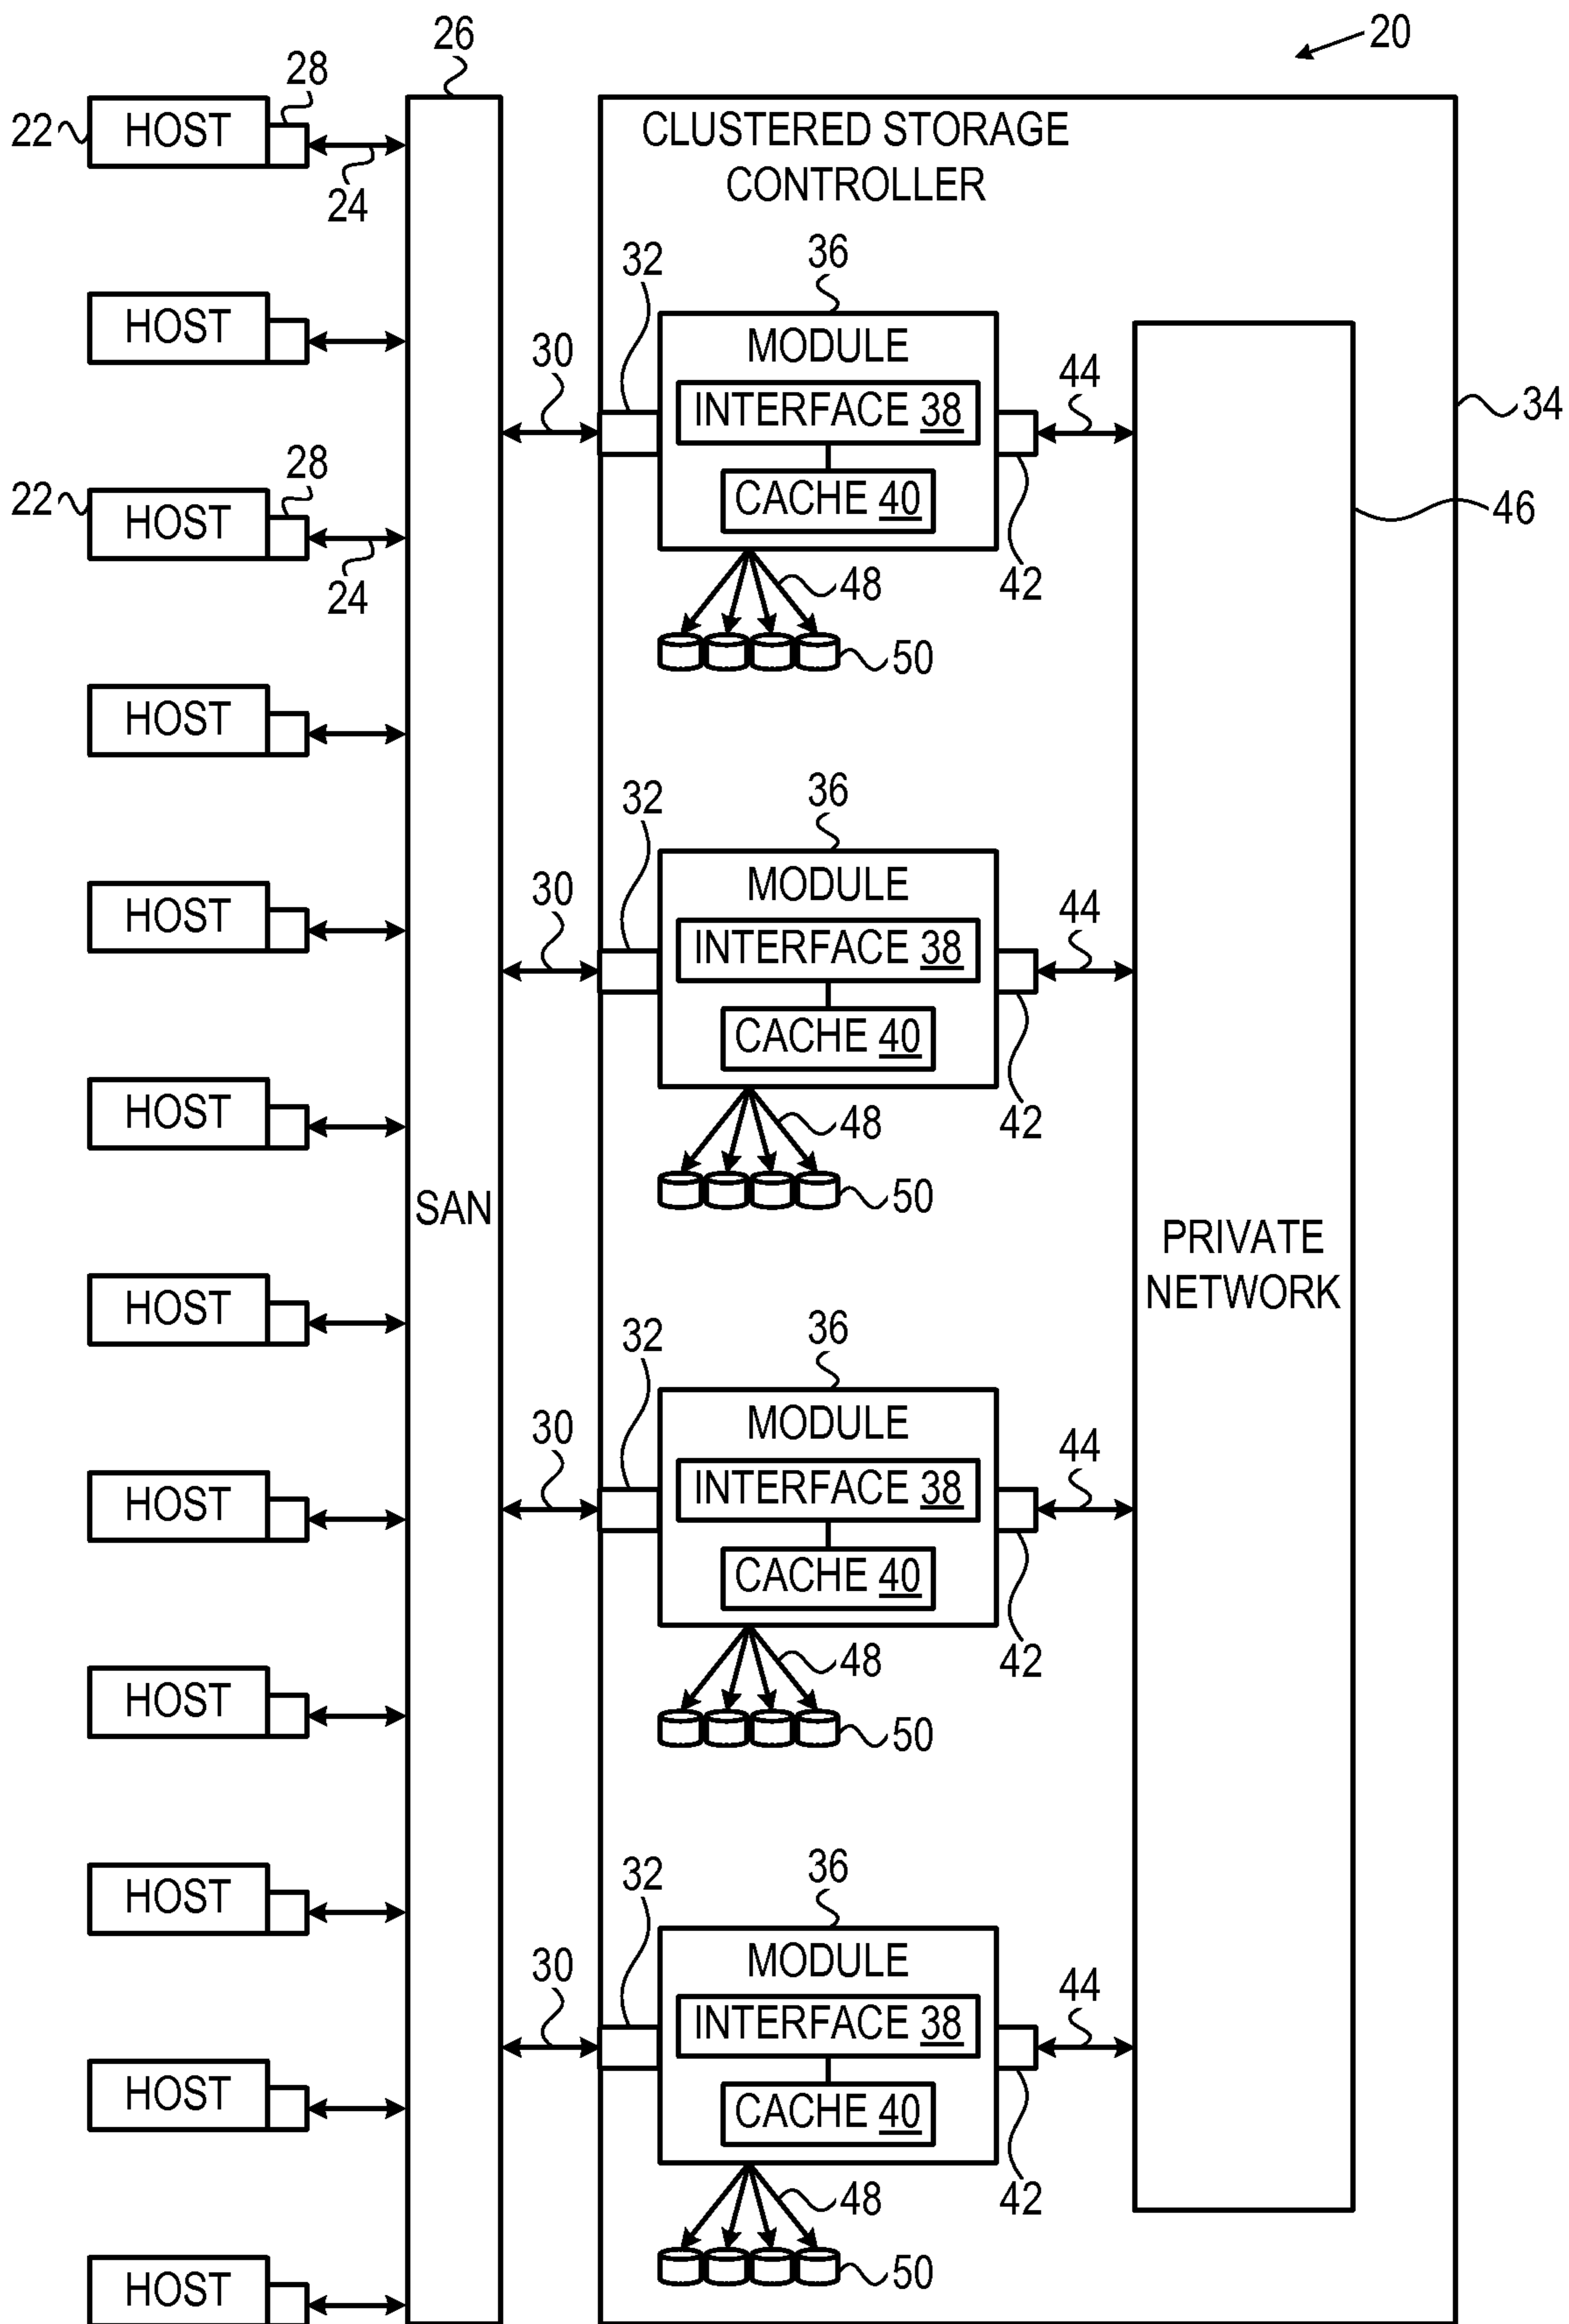 20
26
28
22
HOST
24
CLUSTERED STORAGE
CONTROLLER
HOST
32
36
30
MODULE
INTERFACE 38
CACHE 40
44
34
46
42
28
22
HOST
24
48
50
HOST
HOST
32
36
30
MODULE
INTERFACE 38
CACHE 40
44
42
HOST
48
50
SAN
PRIVATE
NETWORK
HOST
32
36
30
MODULE
INTERFACE 38
CACHE 40
44
42
HOST
HOST
48
50
HOST
32
36
30
MODULE
INTERFACE 38
CACHE 40
44
42
HOST
48
50
HOST